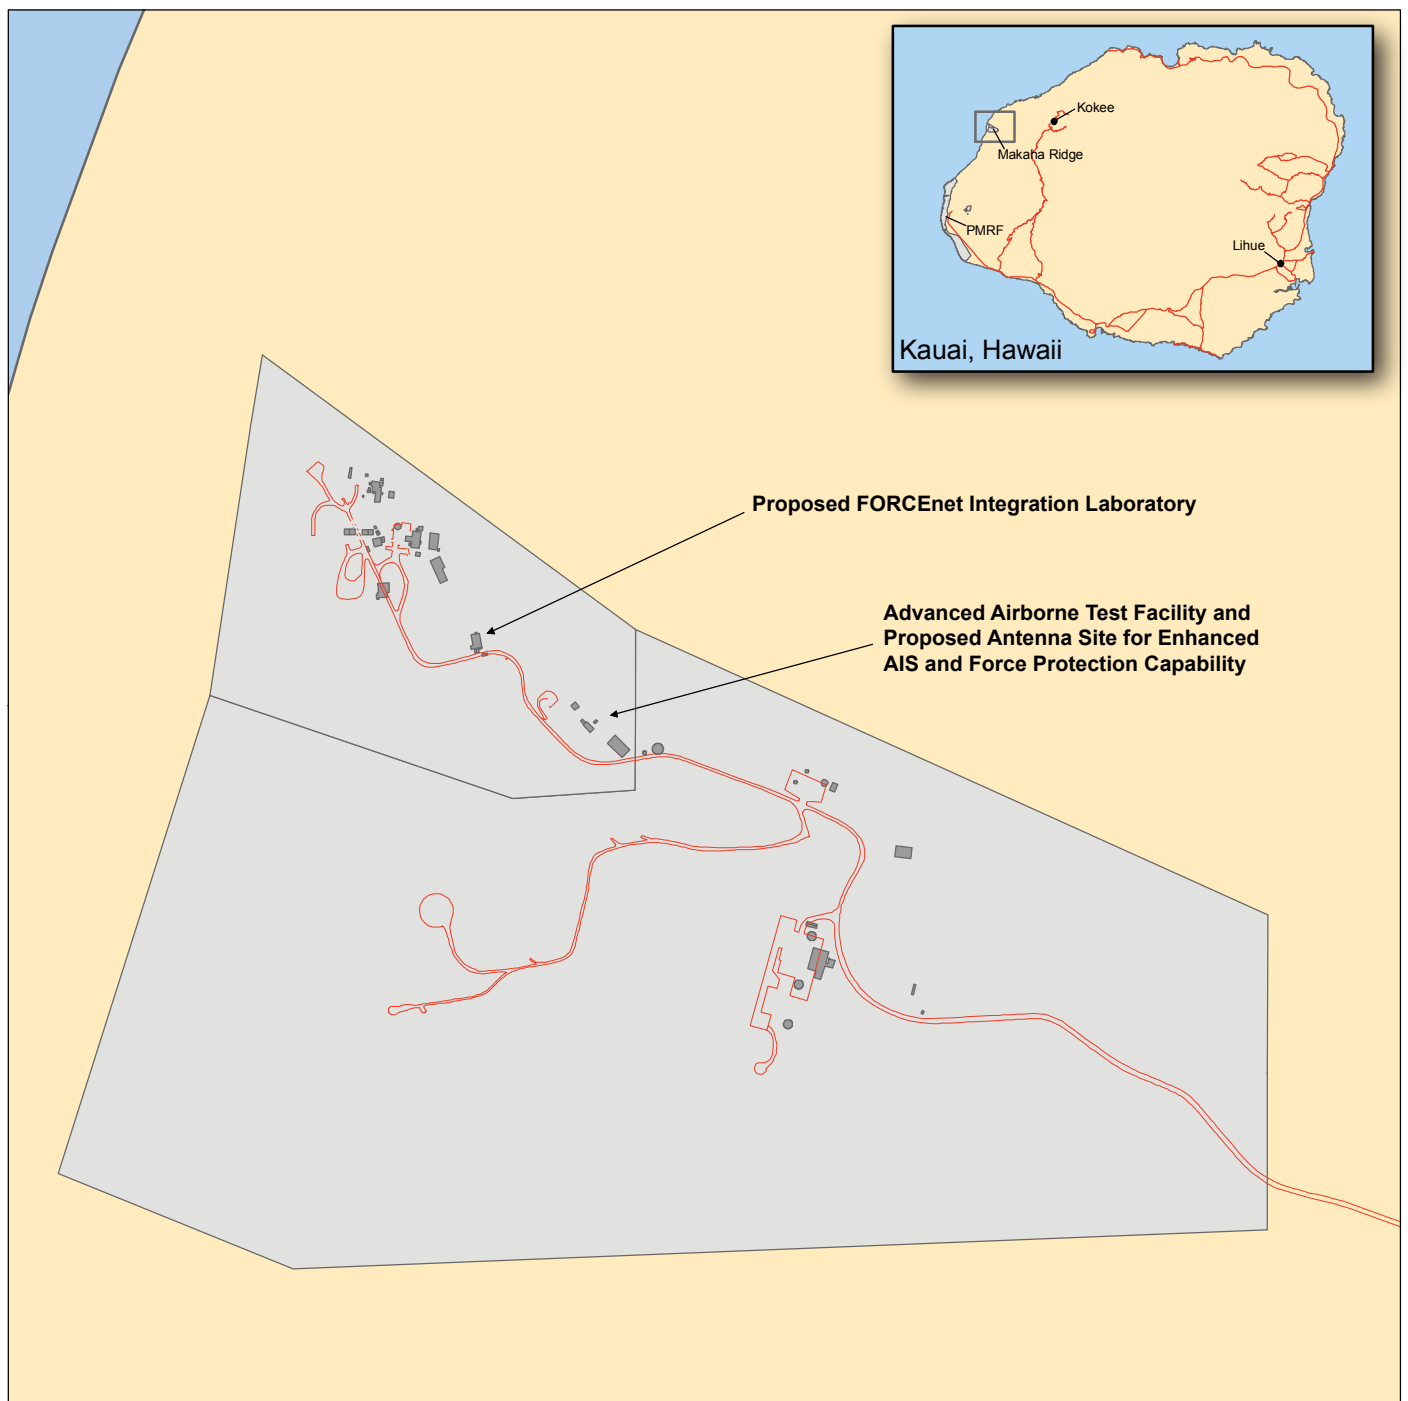 Kokee
Makaha Ridge
PMRF
Lihue
Kauai, Hawaii
Proposed FORCEnet Integration Laboratory
Advanced Airborne Test Facility and
Proposed Antenna Site for Enhanced
AIS and Force Protection Capability